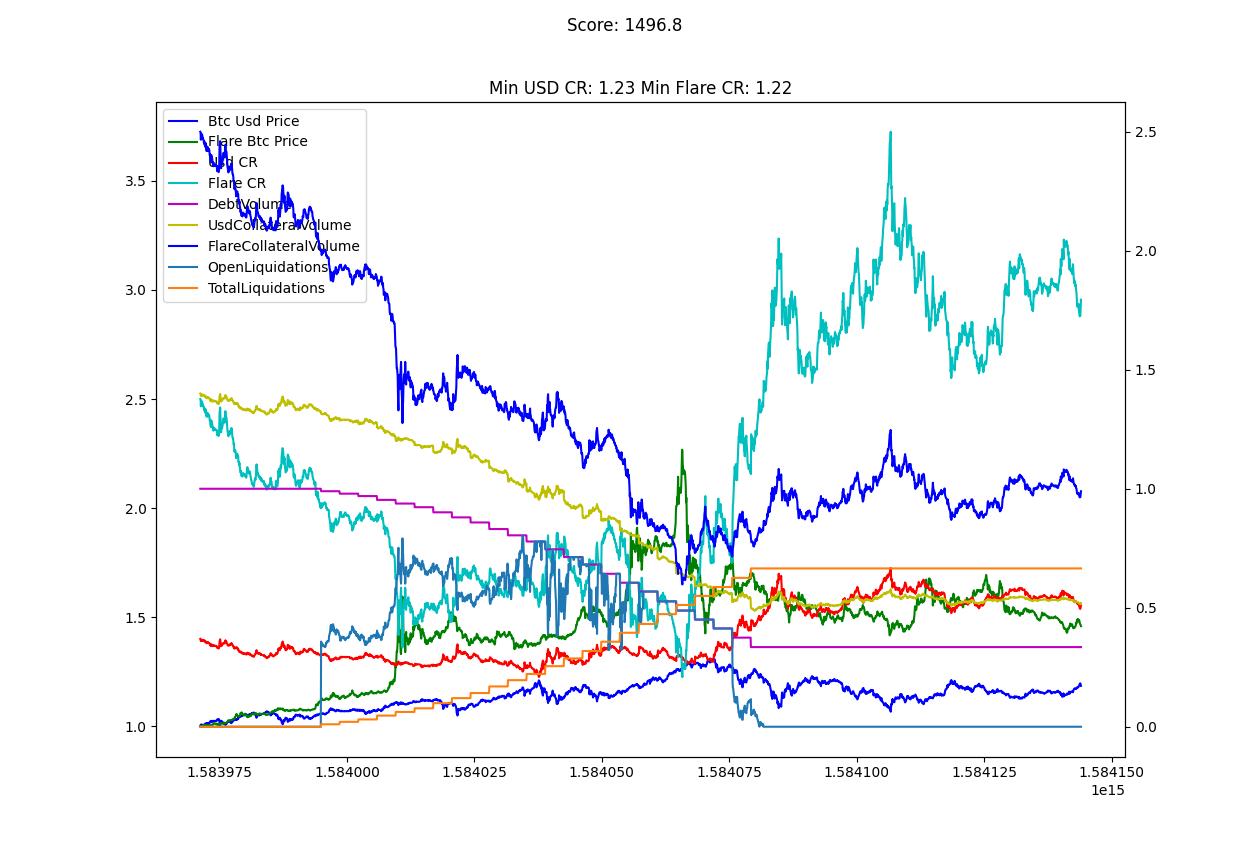 Score: 1496.8
Min USD CR: 1.23 Min Flare CR: 1.22
Btc Usd Price
Flare Btc Price
Usd CR
Flare CR
DebtVolume
UsdCollateralVolume
FlareCollateralVolume
OpenLiquidations
TotalLiquidations
3.5
3.0
2.5
2.0
1.5
1.0
2.5
2.0
1.5
1.0
0.5
0.0
1.583975 1.584000 1.584025 1.584050 1.584075 1.584100 1.584125 1.584150
1e15